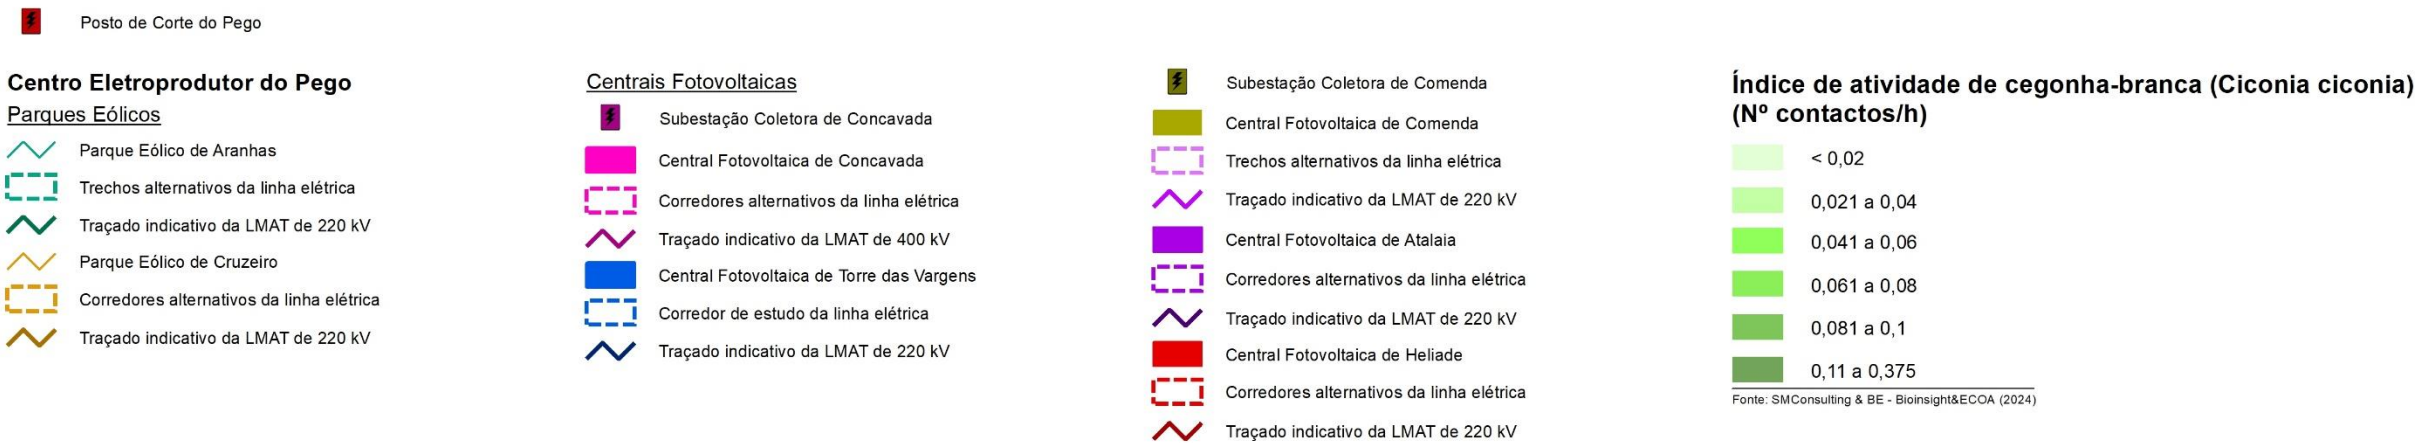 Posto de Corte do Pego
Centro Eletroprodutor do Pego
Parques Eólicos
Parque Eólico de Aranhas
Trechos alternativos da linha elétrica
Traçado indicativo da LMAT de 220 kV
Parque Eólico de Cruzeiro
Corredores alternativos da linha elétrica
Traçado indicativo da LMAT de 220 kV
Centrais Fotovoltaicas
Subestação Coletora de Concavada
Central Fotovoltaica de Concavada
Corredores alternativos da linha elétrica
Traçado indicativo da LMAT de 400 kV
Central Fotovoltaica de Torre das Vargens
Corredor de estudo da linha elétrica
Traçado indicativo da LMAT de 220 kV
Subestação Coletora de Comenda
Central Fotovoltaica de Comenda
Trechos alternativos da linha elétrica
Traçado indicativo da LMAT de 220 kV
Central Fotovoltaica de Atalaia
Corredores alternativos da linha elétrica
Traçado indicativo da LMAT de 220 kV
Central Fotovoltaica de Heliade
Corredores alternativos da linha elétrica
Traçado indicativo da LMAT de 220 kV
Índice de atividade de cegonha-branca (Ciconia ciconia)
(Nº contactos/h)
< 0,02
0,021 a 0,04
0,041 a 0,06
0,061 a 0,08
0,081 a 0,1
0,11 a 0,375
Fonte: SMConsulting & BE - Bioinsight&ECOA (2024)